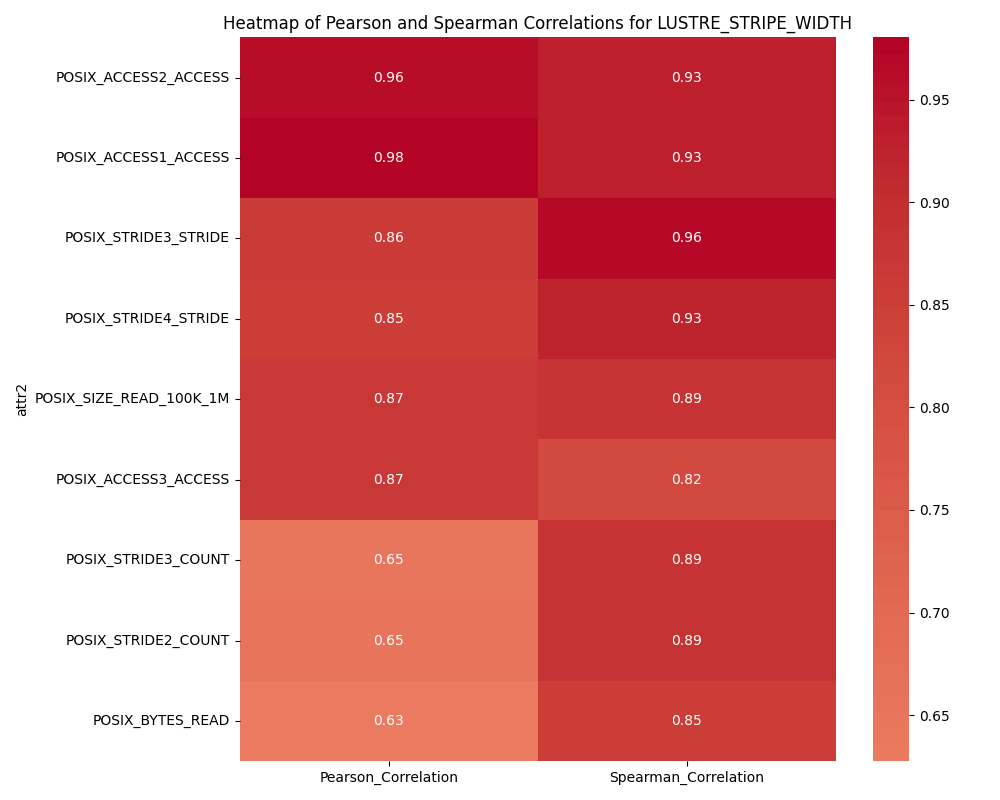 Heatmap of Pearson and Spearman Correlations for LUSTRE_STRIPE_WIDTH
attr2
POSIX_ACCESS2_ACCESS 0.96 0.93
POSIX_ACCESS1_ACCESS 0.98 0.93
POSIX_STRIDE3_STRIDE 0.86 0.96
POSIX_STRIDE4_STRIDE 0.85 0.93
POSIX_SIZE_READ_100K_1M 0.87 0.89
POSIX_ACCESS3_ACCESS 0.87 0.82
POSIX_STRIDE3_COUNT 0.65 0.89
POSIX_STRIDE2_COUNT 0.65 0.89
POSIX_BYTES_READ 0.63 0.85
Pearson_Correlation Spearman_Correlation
0.95
0.90
0.85
0.80
0.75
0.70
0.65